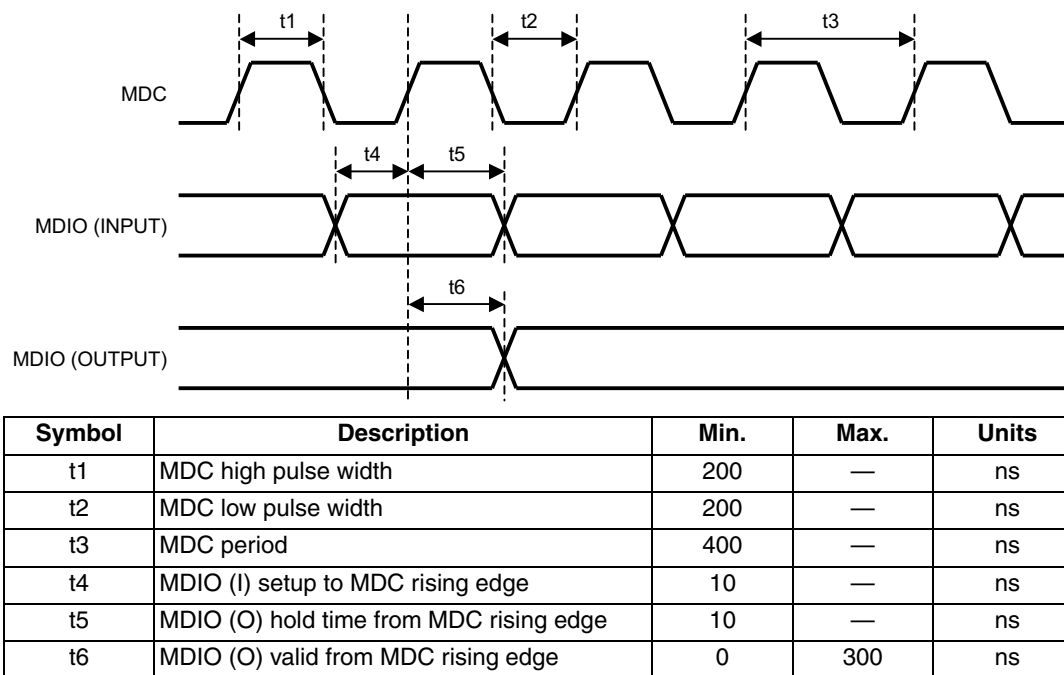 t1 t2 t3
MDC
t4 t5
MDIO (INPUT)
t6
MDIO (OUTPUT)
Symbol Description Min. Max. Units
t1 MDC high pulse width 200 — ns
t2 MDC low pulse width 200 — ns
t3 MDC period 400 — ns
t4 MDIO (I) setup to MDC rising edge 10 — ns
t5 MDIO (O) hold time from MDC rising edge 10 — ns
t6 MDIO (O) valid from MDC rising edge 0 300 ns